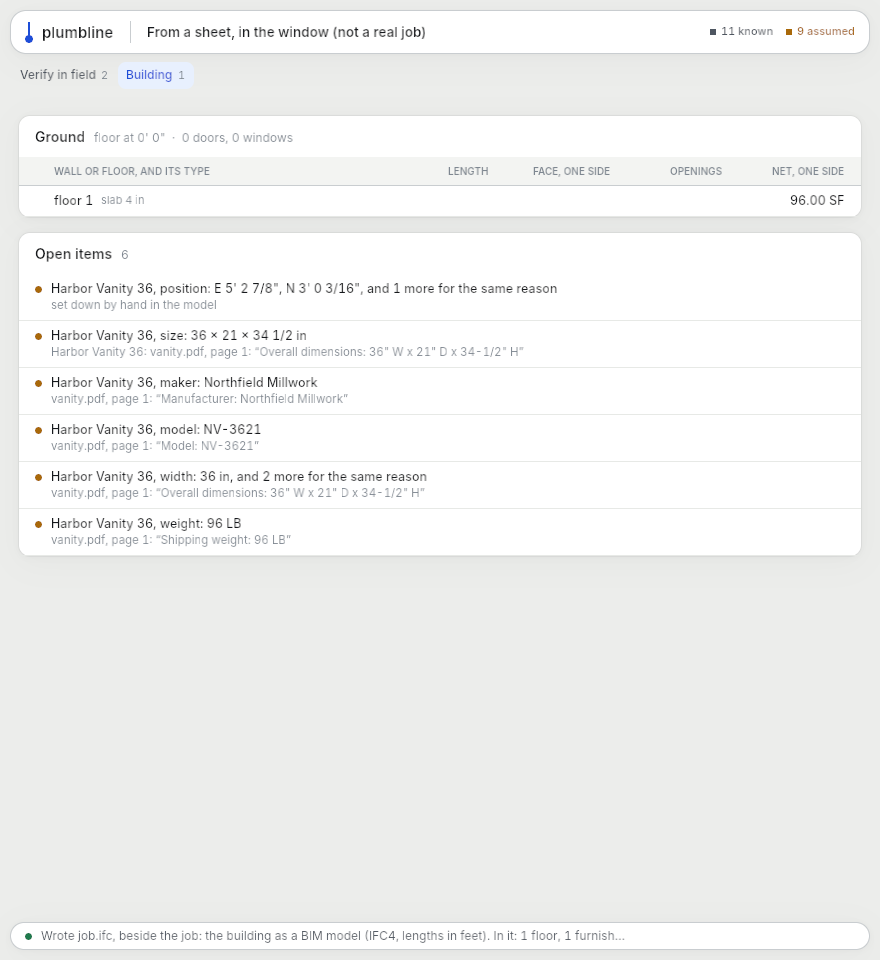 plumbline
From a sheet, in the window (not a real job)
11 known
9 assumed
Verify in field 2
Building 1
Ground floor at 0' 0" · 0 doors, 0 windows
WALL OR FLOOR, AND ITS TYPE LENGTH FACE, ONE SIDE OPENINGS NET, ONE SIDE
floor 1 slab 4 in 96.00 SF
Open items 6
Harbor Vanity 36, position: E 5' 2 7/8", N 3' 0 3/16", and 1 more for the same reason
set down by hand in the model
Harbor Vanity 36, size: 36 × 21 × 34 1/2 in
Harbor Vanity 36: vanity.pdf, page 1: “Overall dimensions: 36" W x 21" D x 34-1/2" H”
Harbor Vanity 36, maker: Northfield Millwork
vanity.pdf, page 1: “Manufacturer: Northfield Millwork”
Harbor Vanity 36, model: NV-3621
vanity.pdf, page 1: “Model: NV-3621”
Harbor Vanity 36, width: 36 in, and 2 more for the same reason
vanity.pdf, page 1: “Overall dimensions: 36" W x 21" D x 34-1/2" H”
Harbor Vanity 36, weight: 96 LB
vanity.pdf, page 1: “Shipping weight: 96 LB”
Wrote job.ifc, beside the job: the building as a BIM model (IFC4, lengths in feet). In it: 1 floor, 1 furnish...